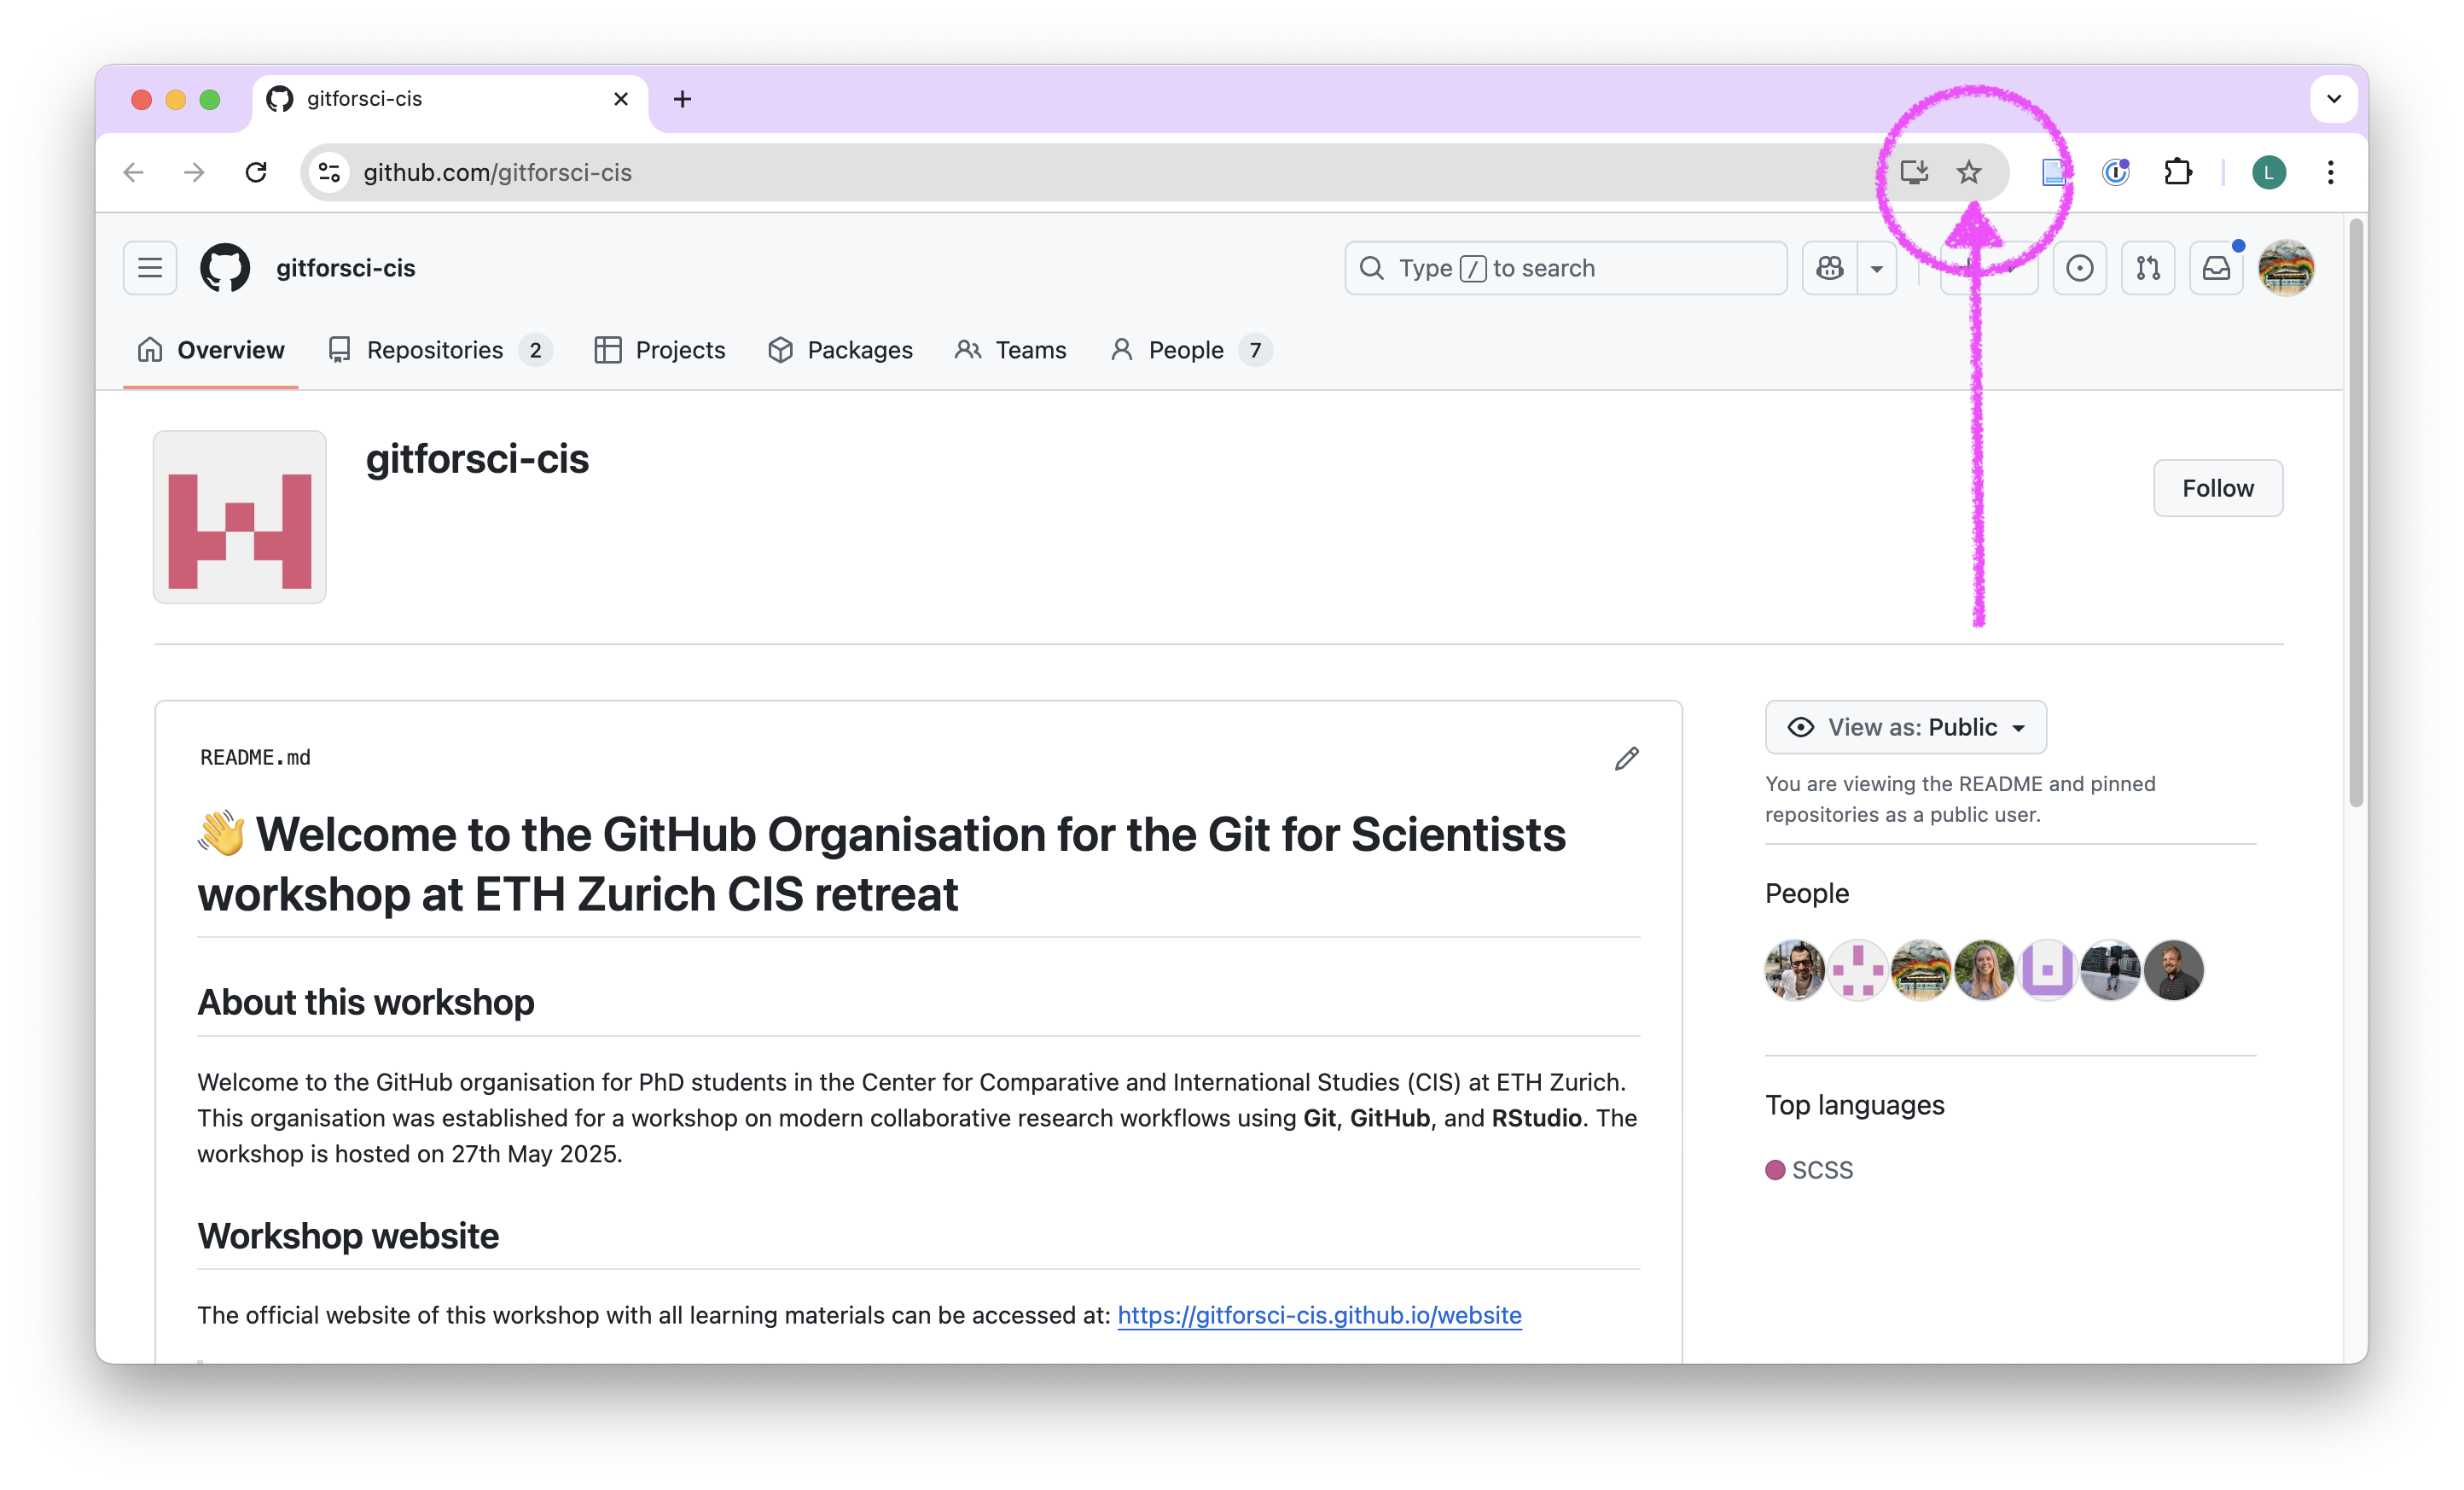 gitforsci-cis
github.com/gitforsci-cis
L
gitforsci-cis
Type / to search
Overview
Repositories 2
Projects
Packages
Teams
People 7
gitforsci-cis
Follow
README.md
👋 Welcome to the GitHub Organisation for the Git for Scientists
workshop at ETH Zurich CIS retreat
About this workshop
Welcome to the GitHub organisation for PhD students in the Center for Comparative and International Studies (CIS) at ETH Zurich.
This organisation was established for a workshop on modern collaborative research workflows using Git, GitHub, and RStudio. The
workshop is hosted on 27th May 2025.
Workshop website
The official website of this workshop with all learning materials can be accessed at: https://gitforsci-cis.github.io/website
View as: Public
You are viewing the README and pinned
repositories as a public user.
People
Top languages
SCSS